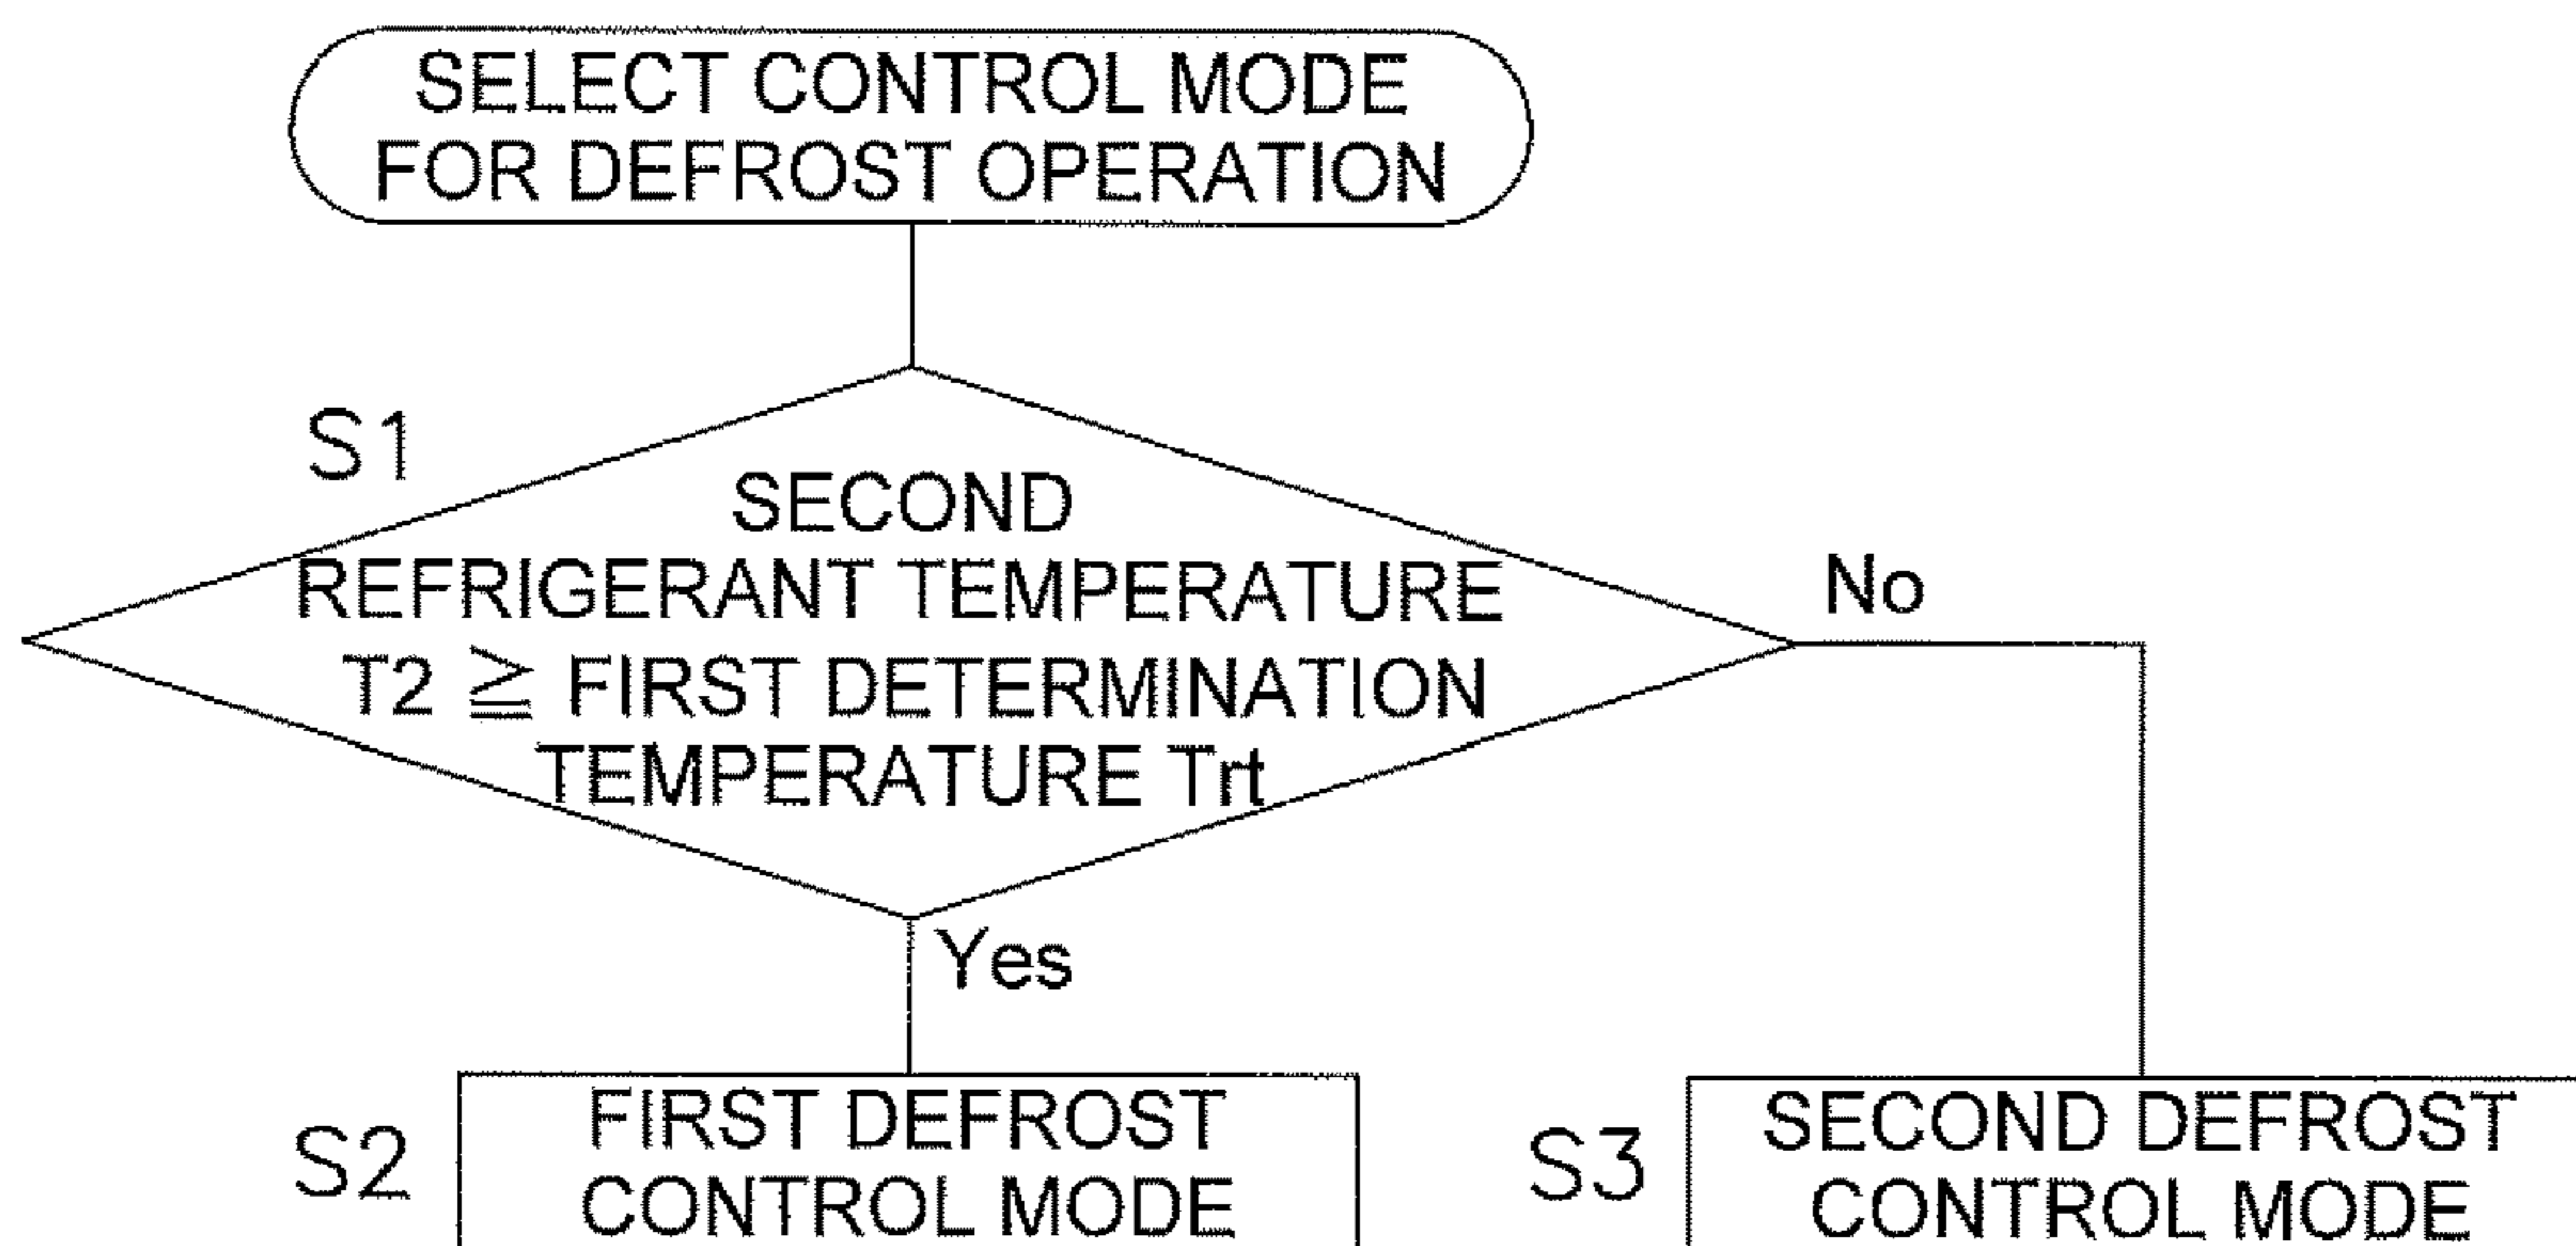 SELECT CONTROL MODE
FOR DEFROST OPERATION
S1
SECOND
REFRIGERANT TEMPERATURE
T2 ≧ FIRST DETERMINATION
TEMPERATURE Trt
No
Yes
S2
FIRST DEFROST
CONTROL MODE
S3
SECOND DEFROST
CONTROL MODE